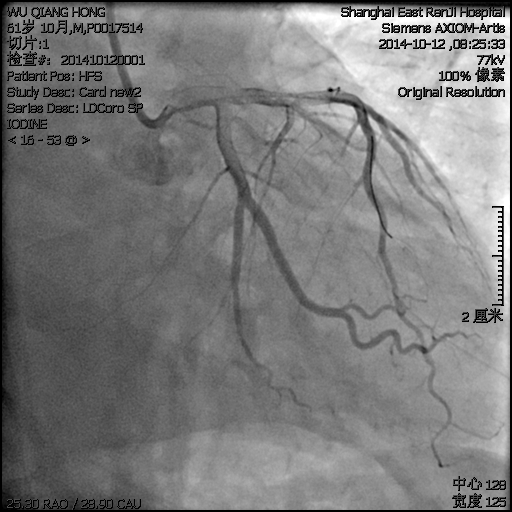 WU QIANG HONG
61岁 10月,M,P0017514
切片:1
检查#: 201410120001
Patient Pos: HFS
Study Desc: Card new2
Series Desc: LDCoro SP
IODINE
< 16 - 53 @ >
Shanghai East RenJi Hospital
Siemens AXIOM-Artis
2014-10-12 ,08:25:33
77kV
100% 像素
Original Resolution
2 厘米
25.30 RAO / 28.90 CAU
中心 128
宽度 125